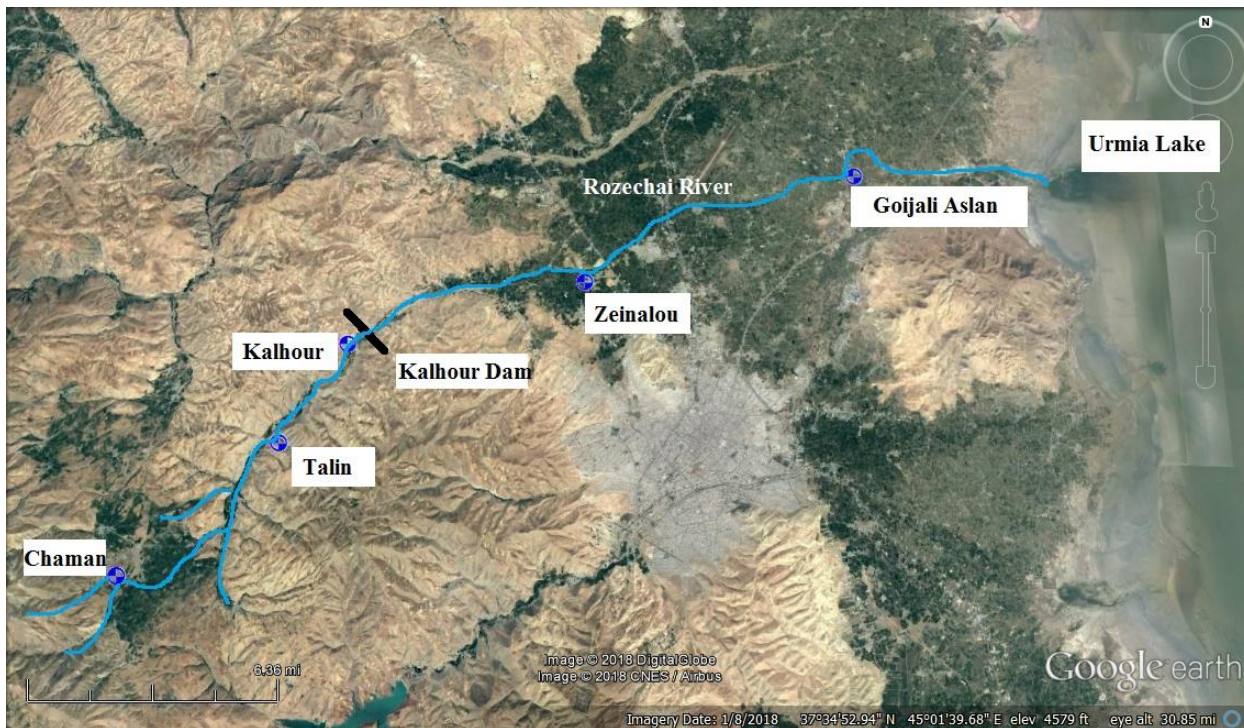 N
Urmia Lake
Rozechai River
Goijali Aslan
Zeinalou
Kalhour
Kalhour Dam
Talin
Chaman
6.36 mi
Image © 2018 DigitalGlobe
Image © 2018 CNES / Airbus
Google earth
Imagery Date: 1/8/2018 37°34'52.94" N 45°01'39.68" E elev 4579 ft eye alt 30.85 mi